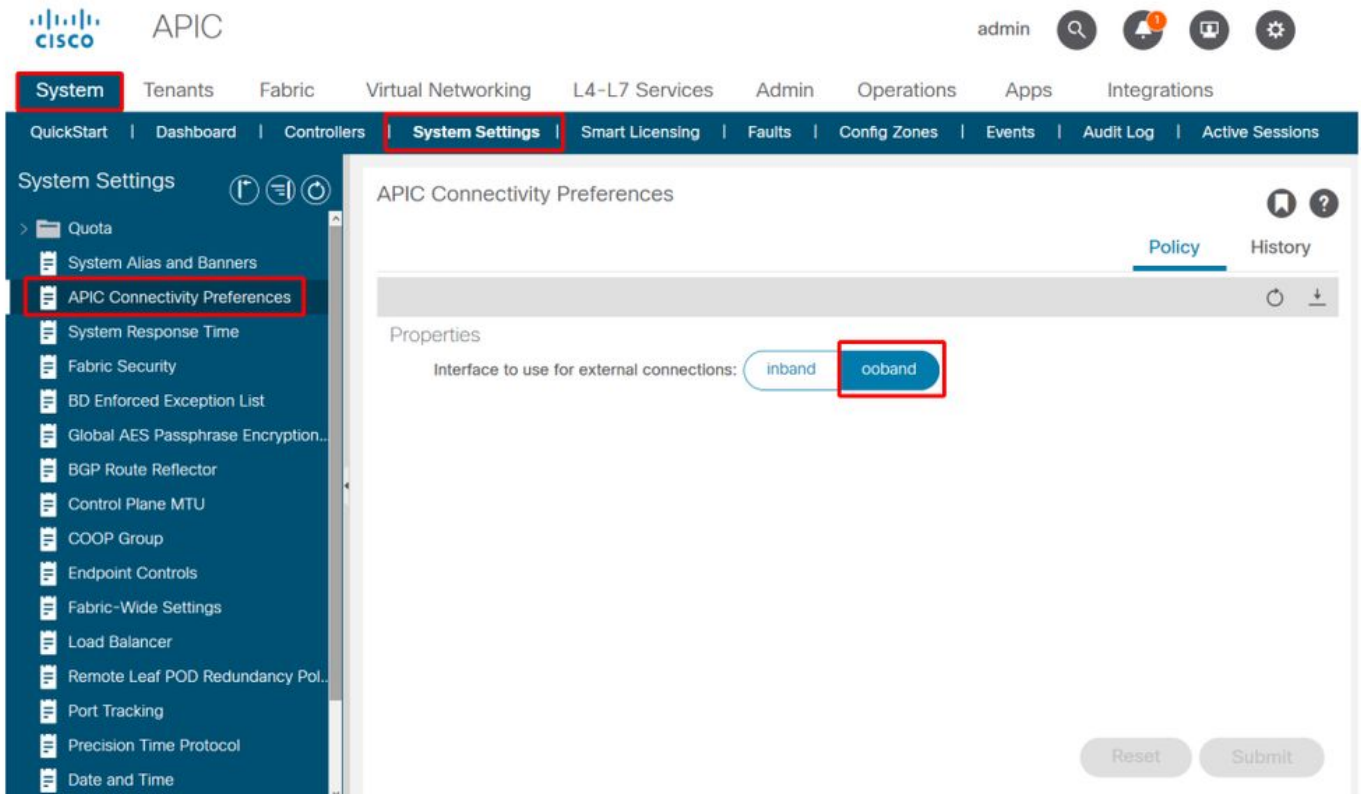 CISCO APIC admin 1
System Tenants Fabric Virtual Networking L4-L7 Services Admin Operations Apps Integrations
QuickStart | Dashboard | Controllers | System Settings | Smart Licensing | Faults | Config Zones | Events | Audit Log | Active Sessions
System Settings
Quota
System Alias and Banners
APIC Connectivity Preferences
System Response Time
Fabric Security
BD Enforced Exception List
Global AES Passphrase Encryption...
BGP Route Reflector
Control Plane MTU
COOP Group
Endpoint Controls
Fabric-Wide Settings
Load Balancer
Remote Leaf POD Redundancy Pol...
Port Tracking
Precision Time Protocol
Date and Time
APIC Connectivity Preferences
?
Policy History
Properties
Interface to use for external connections: inband ooband
Reset Submit